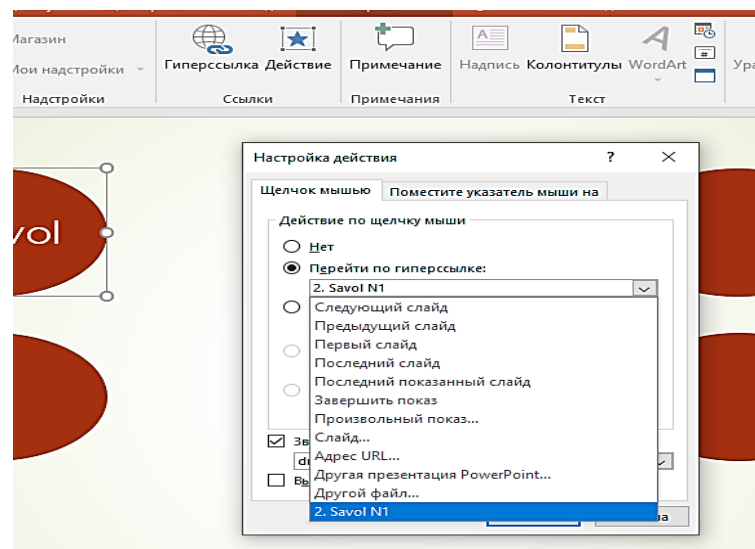 Магазин
Мои надстройки
Гиперссылка Действие Примечание Надпись Колонтитулы WordArt
Надстройки Ссылки Примечания Текст
Настройка действия ? ×
Щелчок мышью Поместите указатель мыши на
Действие по щелчку мыши
Нет
Перейти по гиперссылке:
2. Savol N1
Следующий слайд
Предыдущий слайд
Первый слайд
Последний слайд
Последний показанный слайд
Завершить показ
Произвольный показ...
Слайд...
Адрес URL...
Другая презентация PowerPoint...
Другой файл...
2. Savol N1